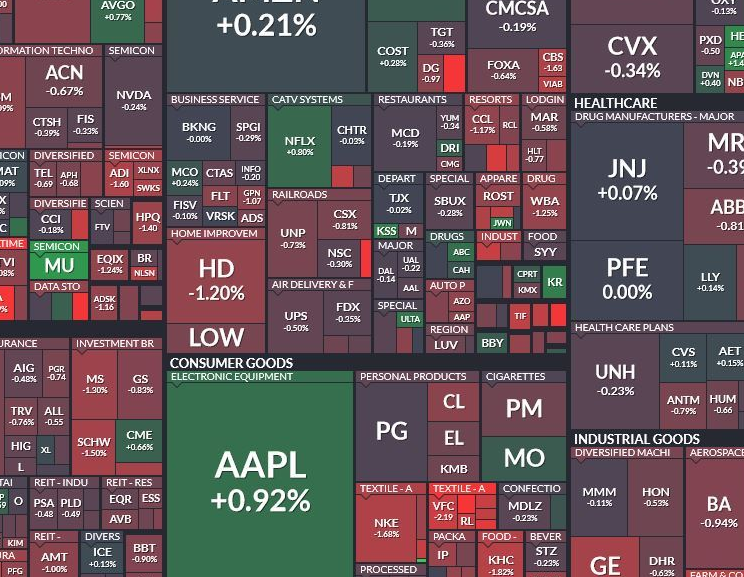 AVGO
+0.77%
+0.21%
COST
+0.28%
TGT
-0.36%
DG
-0.97
CMCSA
-0.19%
FOXA
-0.64%
CBS
-1.63
VIAB
CVX
-0.34%
-0.13%
PXD
-0.50
DVN
+0.40
ORMATION TECHNO
SEMICON
ACN
-0.67%
NVDA
-0.24%
CTSH
-0.39%
FIS
-0.33%
DIVERSIFIED
SEMICON
TEL
-0.69
APH
-0.68
ADI
-1.60
XLNX
SWKS
DIVERSIFIE
SCIEN
CCI
-0.18%
FTV
HPQ
-1.40
SEMICON
MU
EQIX
-1.24%
BR
NLSN
DATA STO
ADSK
-1.16
BUSINESS SERVICE
BKNG
-0.00%
SPGI
-0.29%
MCO
+0.24%
CTAS
INFO
-0.20
FLT
GPN
-1.07
FISV
-0.10%
VRSK
ADS
CATV SYSTEMS
NFLX
+0.80%
CHTR
-0.03%
RAILROADS
UNP
-0.73%
CSX
-0.81%
NSC
-0.30%
HOME IMPROVEM
HD
-1.20%
LOW
AIR DELIVERY & F
UPS
-0.50%
FDX
-0.35%
RESTAURANTS
MCD
-0.19%
YUM
-0.34
DRI
CMG
RESORTS
CCL
-1.17%
RCL
LODGIN
MAR
-0.58%
HLT
-0.77
DEPART
TJX
-0.02%
KSS
M
SPECIAL
SBUX
-0.28%
APPARE
ROST
JWN
DRUG
WBA
-1.25%
MAJOR
DAL
-0.14
UAL
-0.22
AAL
DRUGS
ABC
CAH
INDUST
FOOD
SYY
CPRT
KMX
KR
AUTO P
AZO
AAP
SPECIAL
ULTA
REGION
LUV
TIF
BBY
HEALTHCARE
DRUG MANUFACTURERS - MAJOR
JNJ
+0.07%
PFE
0.00%
LLY
+0.14%
HEALTH CARE PLANS
UNH
-0.23%
CVS
+0.11%
AET
+0.15%
ANTM
-0.79%
HUM
-0.66
INDUSTRIAL GOODS
DIVERSIFIED MACHI
AEROSPACE
MMM
-0.11%
HON
-0.53%
BA
-0.94%
GE
DHR
-0.63%
URANCE
INVESTMENT BR
AIG
-0.48%
PGR
-0.74
MS
-1.30%
GS
-0.83%
TRV
-0.76%
ALL
-0.55
HIG
XL
L
SCHW
-1.50%
CME
+0.66%
REIT - INDU
REIT - RES
O
PSA
-0.48
PLD
-0.49
EQR
ESS
AVB
KIM
REIT -
DIVERS
AMT
-1.00%
ICE
+0.13%
BBT
-0.90%
PFG
CONSUMER GOODS
ELECTRONIC EQUIPMENT
AAPL
+0.92%
PERSONAL PRODUCTS
PG
CL
EL
KMB
CIGARETTES
PM
MO
TEXTILE - A
NKE
-1.68%
TEXTILE - A
VFC
-2.19
RL
CONFECTIO
MDLZ
-0.23%
PACKA
IP
FOOD -
KHC
-1.82%
BEVER
STZ
-0.23%
PROCESSED